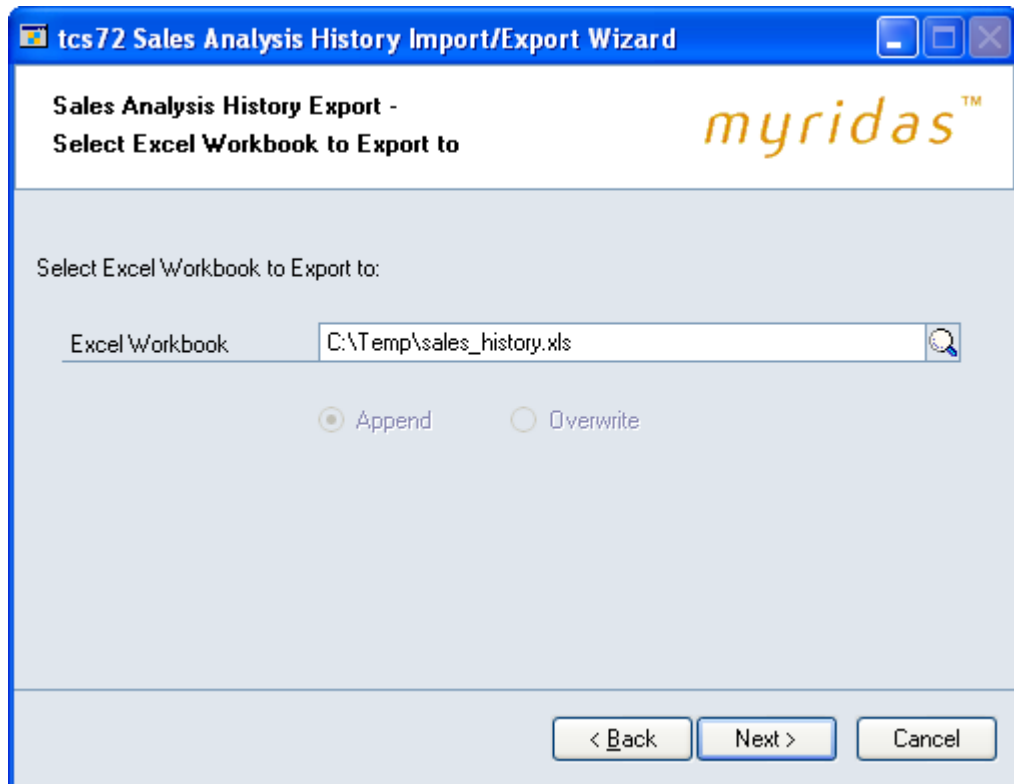 tcs72 Sales Analysis History Import/Export Wizard
Sales Analysis History Export -
Select Excel Workbook to Export to
myridas™
Select Excel Workbook to Export to:
Excel Workbook C:\Temp\sales_history.xls
Append Overwrite
< Back Next > Cancel